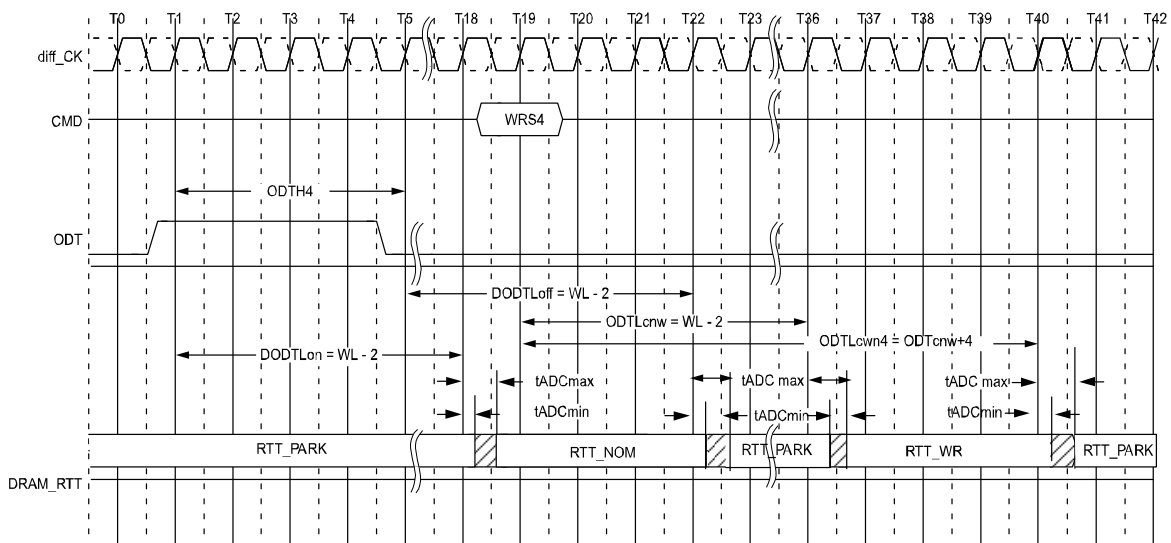 T0 T1 T2 T3 T4 T5 T18 T19 T20 T21 T22 T23 T36 T37 T38 T39 T40 T41 T42
diff_CK
CMD
WRS4
ODTH4
ODT
DODTLoff = WL - 2
ODTLcnw = WL - 2
ODTLcwn4 = ODTcnw+4
DODTLon = WL - 2
tADCmax
tADC max
tADC max
tADCmin
tADCmin
tADCmin
RTT_PARK
RTT_NOM
RTT_PARK
RTT_WR
RTT_PARK
DRAM_RTT